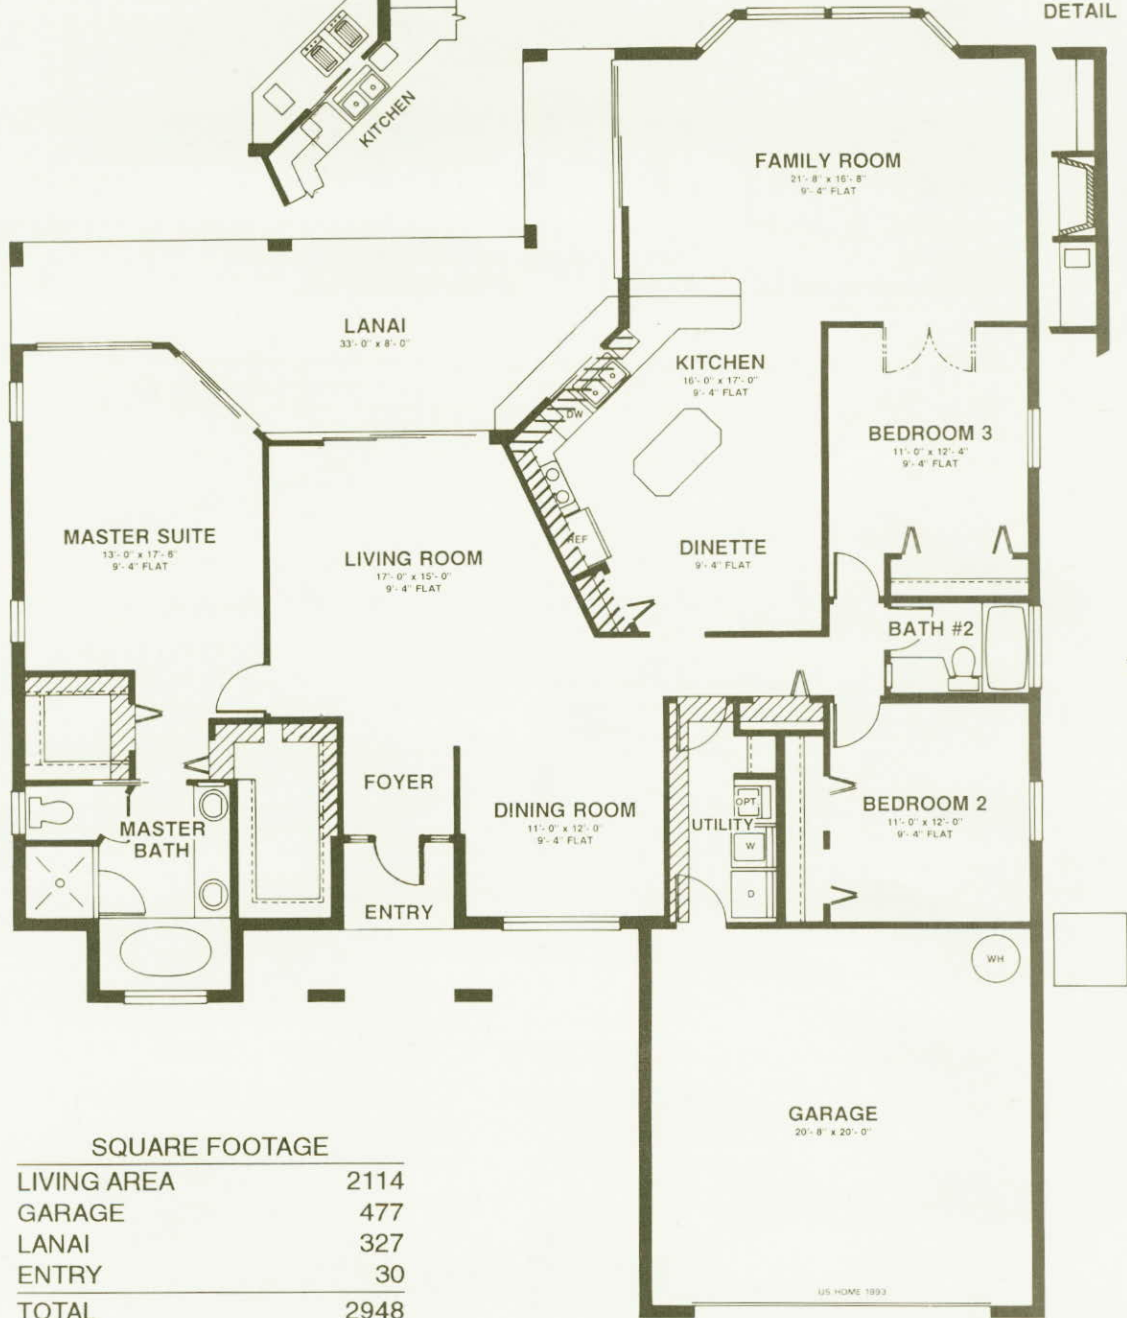 DETAIL
KITCHEN
FAMILY ROOM
21'- 8" x 16'- 8"
9'- 4" FLAT
LANAI
33'- 0" x 8'- 0"
KITCHEN
16'- 0" x 17'- 0"
9'- 4" FLAT
DW
BEDROOM 3
11'- 0" x 12'- 4"
9'- 4" FLAT
MASTER SUITE
13'- 0" x 17'- 6"
9'- 4" FLAT
LIVING ROOM
17'- 0" x 15'- 0"
9'- 4" FLAT
REF
DINETTE
9'- 4" FLAT
BATH #2
FOYER
DINING ROOM
11'- 0" x 12'- 0"
9'- 4" FLAT
OPT
UTILITY
W
D
BEDROOM 2
11'- 0" x 12'- 0"
9'- 4" FLAT
MASTER
BATH
ENTRY
WH
GARAGE
20'- 8" x 20'- 0"
SQUARE FOOTAGE
LIVING AREA 2114
GARAGE 477
LANAI 327
ENTRY 30
TOTAL 2948
US HOME 1993